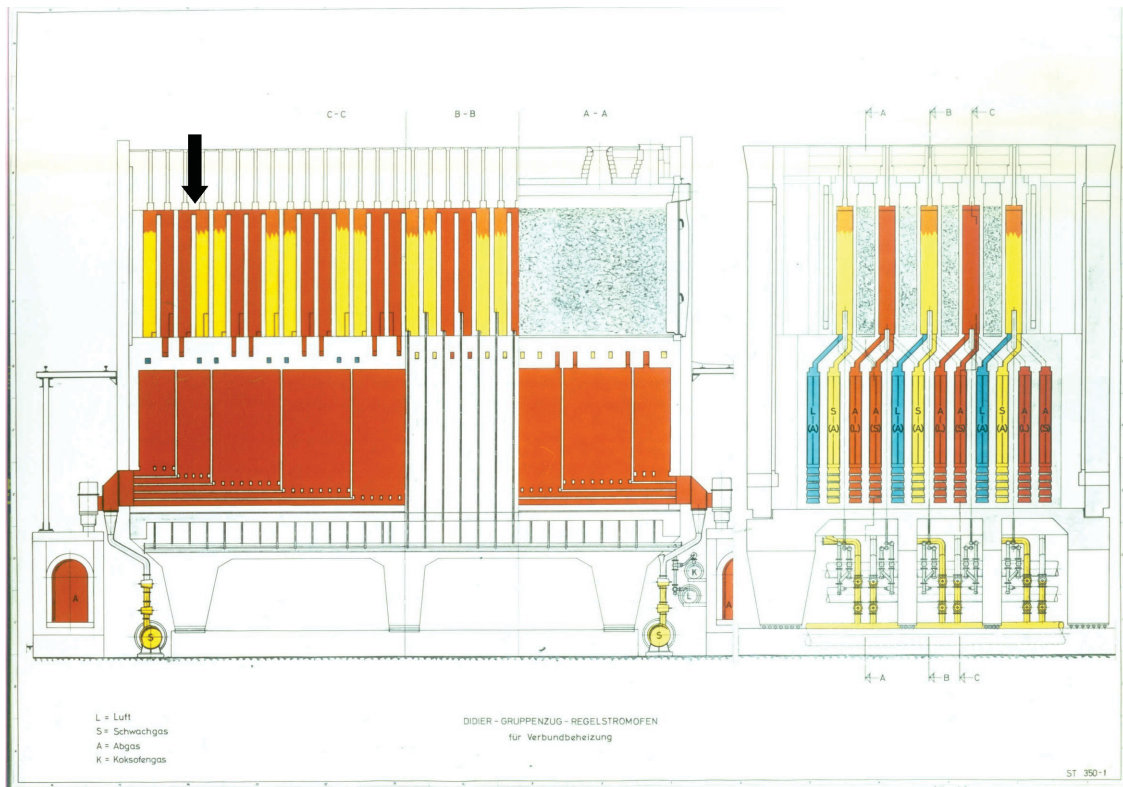 C-C
B-B
A-A
A
B
C
L
(A)
S
(A)
A
(L)
A
(S)
L
(A)
S
(A)
A
(L)
A
(S)
L
(A)
S
(A)
A
(L)
A
(S)
A
S
S
K
L
A
A
B
C
L = Luft
S = Schwachgas
A = Abgas
K = Koksofengas
DIDIER - GRUPPENZUG - REGELSTROMOFEN
für Verbundbeheizung
ST 350-1